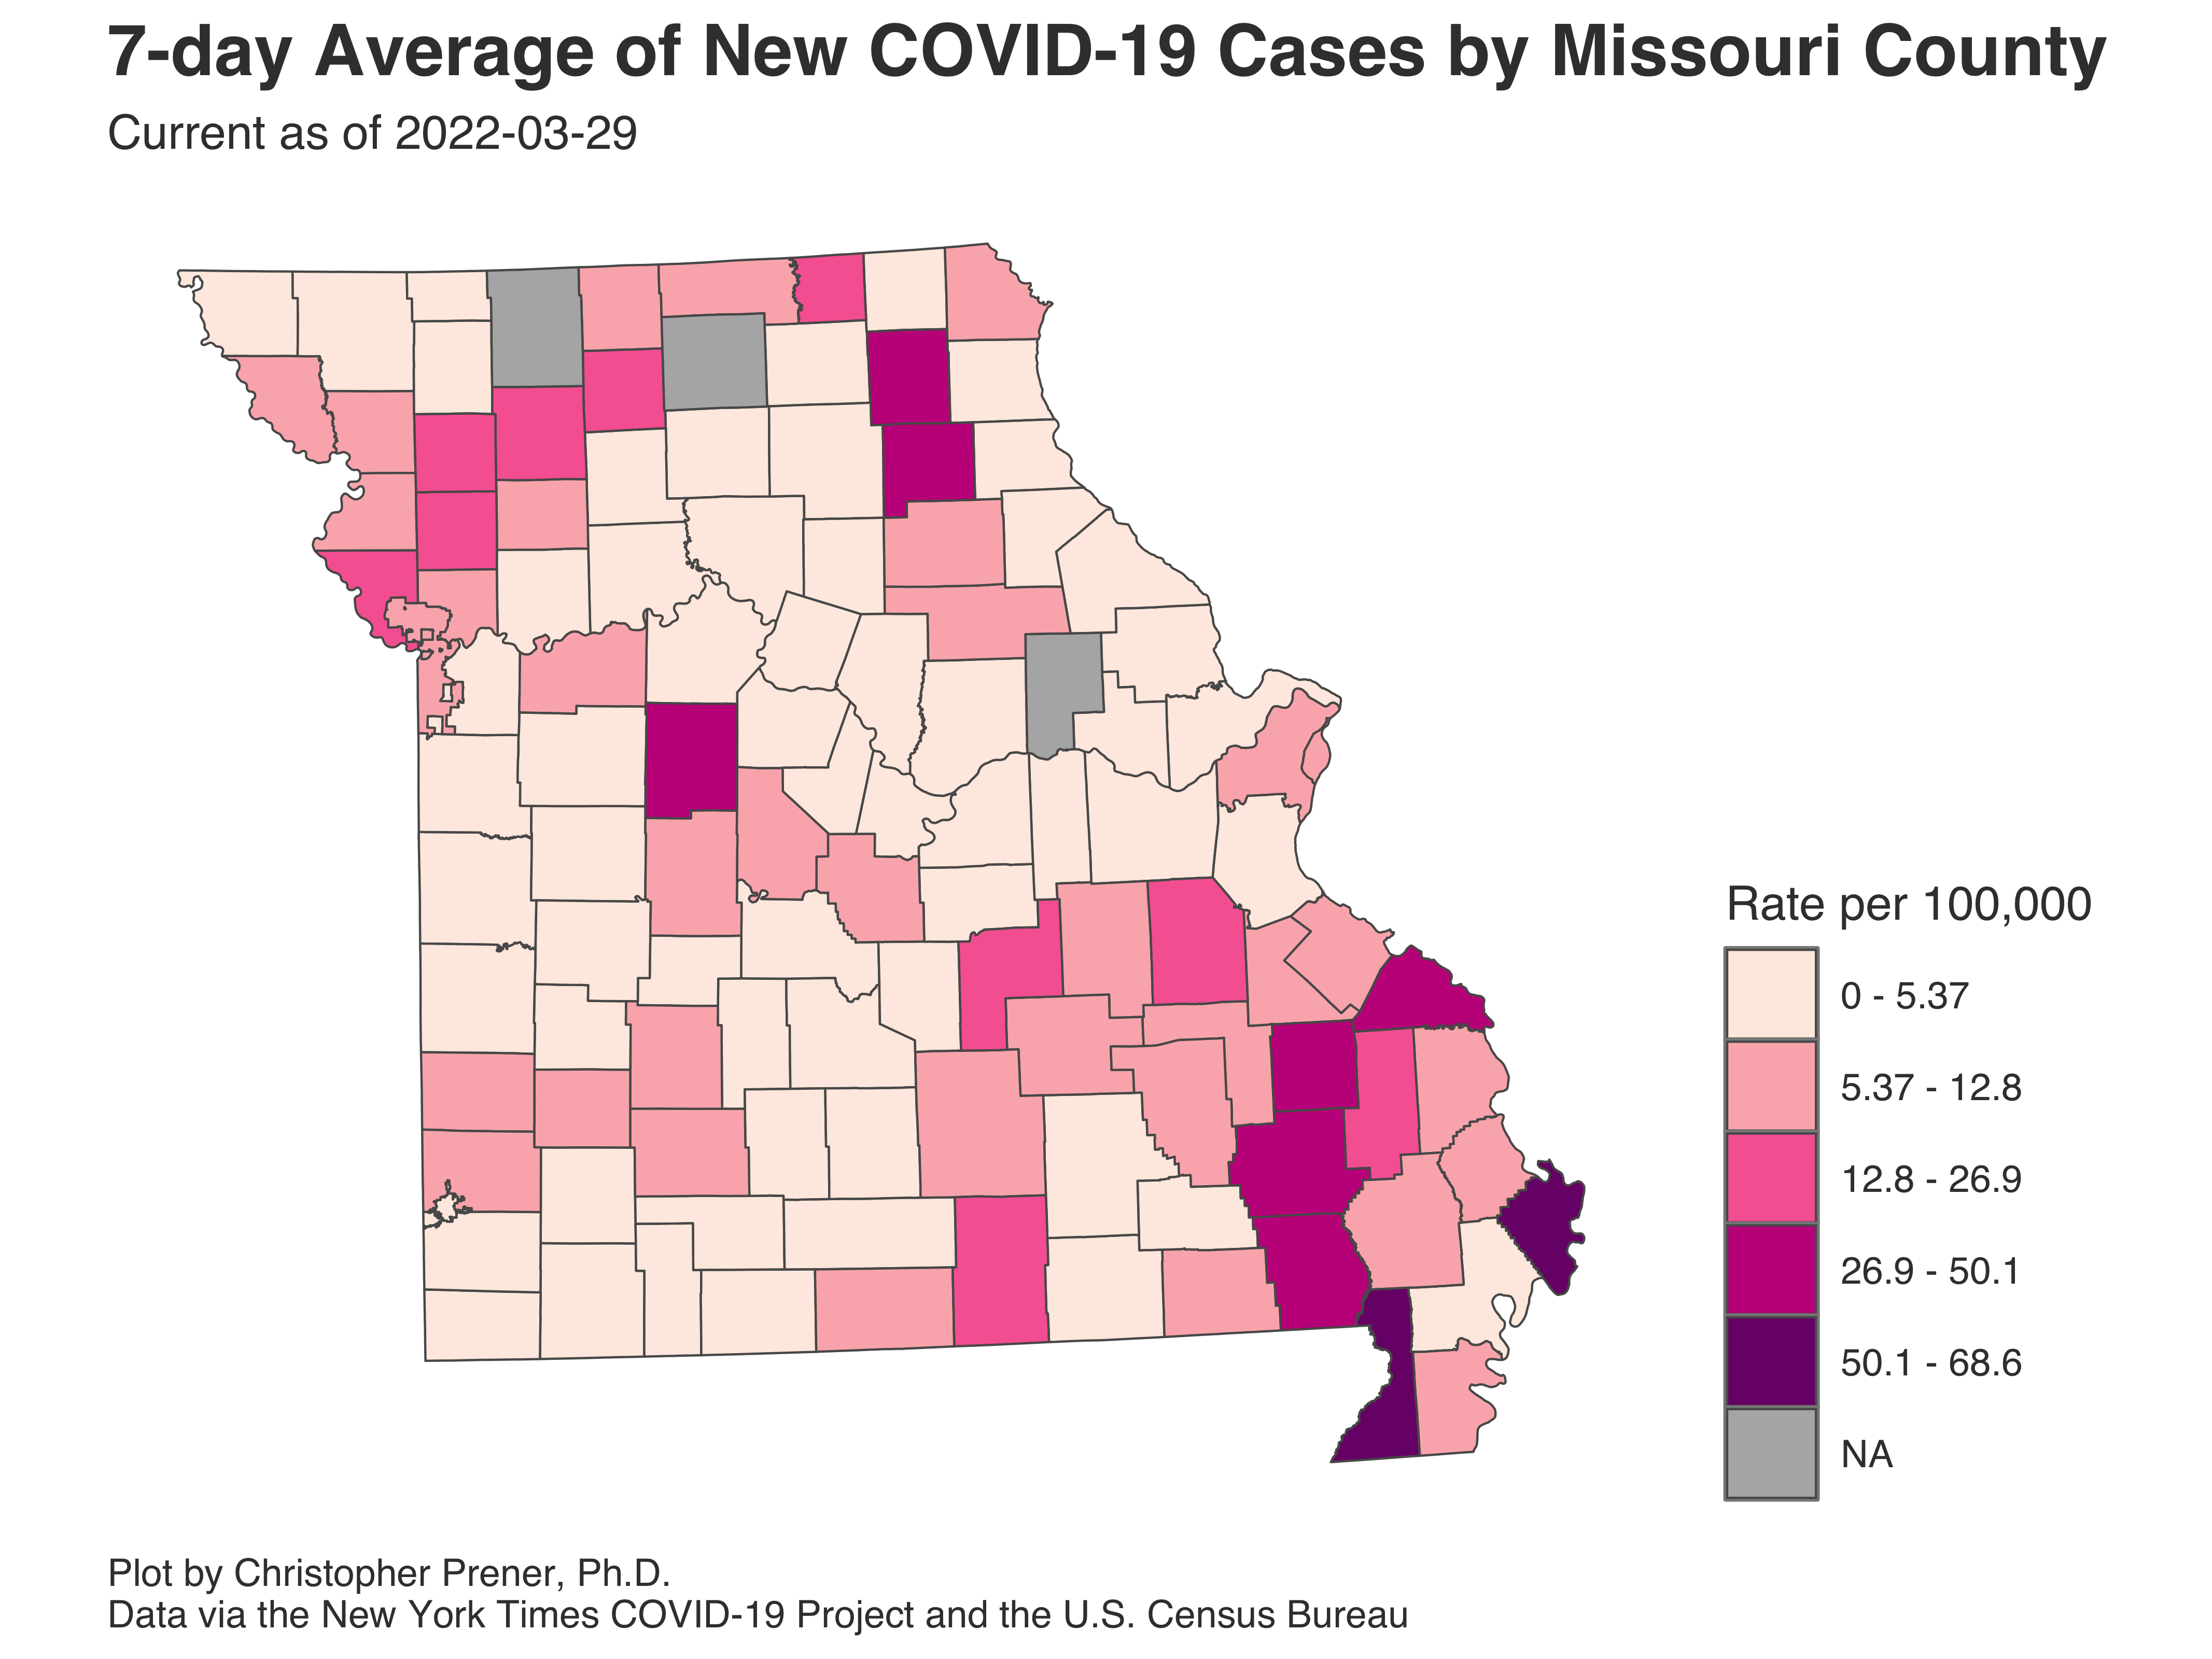 7-day Average of New COVID-19 Cases by Missouri County
Current as of 2022-03-29
Rate per 100,000
0 - 5.37
5.37 - 12.8
12.8 - 26.9
26.9 - 50.1
50.1 - 68.6
NA
Plot by Christopher Prener, Ph.D.
Data via the New York Times COVID-19 Project and the U.S. Census Bureau